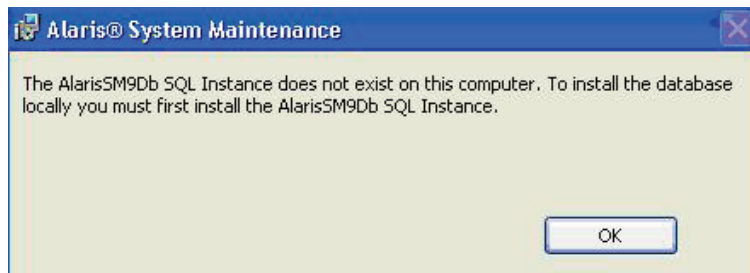 Alaris® System Maintenance
The AlarisSM9Db SQL Instance does not exist on this computer. To install the database
locally you must first install the AlarisSM9Db SQL Instance.
OK